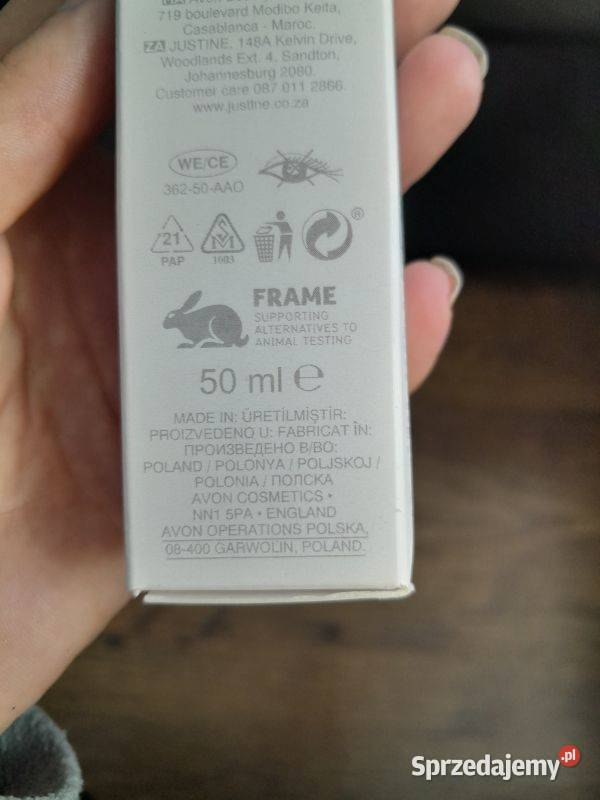 719 boulevard Modibo Keita,
Casablanca - Maroc.
ZA JUSTINE, 148A Kelvin Drive,
Woodlands Ext. 4, Sandton,
Johannesburg 2080.
Customer care 087 011 2866.
www.justine.co.za
WE/CE
362-50-AAO
21
PAP
SM
1003
®
FRAME
SUPPORTING
ALTERNATIVES TO
ANIMAL TESTING
50 ml e
MADE IN: ÜRETİLMİŞTİR:
PROIZVEDENO U: FABRICAT ÎN:
ПРОИЗВЕДЕНО В/ВО:
POLAND / POLONYA / POLJSKOJ /
POLONIA / ПОЛСКА
AVON COSMETICS •
NN1 5PA • ENGLAND
AVON OPERATIONS POLSKA,
08-400 GARWOLIN, POLAND.
Sprzedajemy.pl